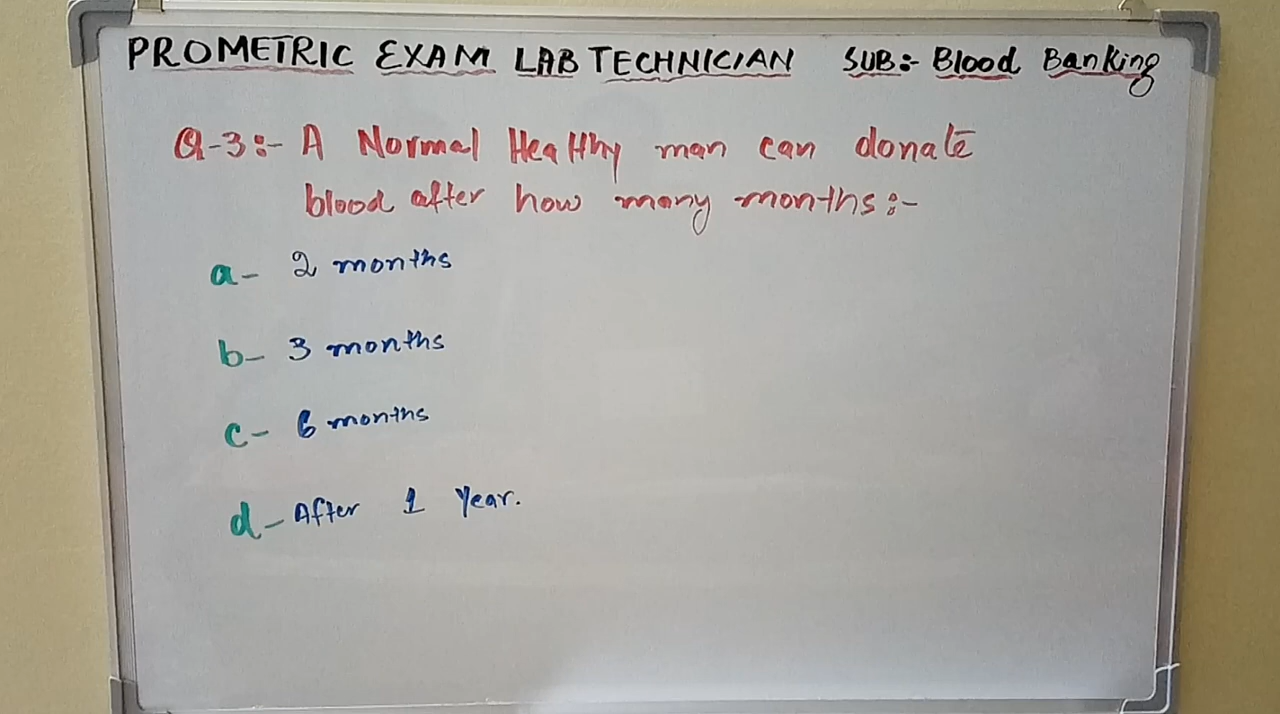 PROMETRIC EXAM LAB TECHNICIAN SUB:- Blood Banking
Q-3:- A Normal Healthy man can donate
blood after how many months:-
a- 2 months
b- 3 months
c- 6 months
d- After 1 Year.